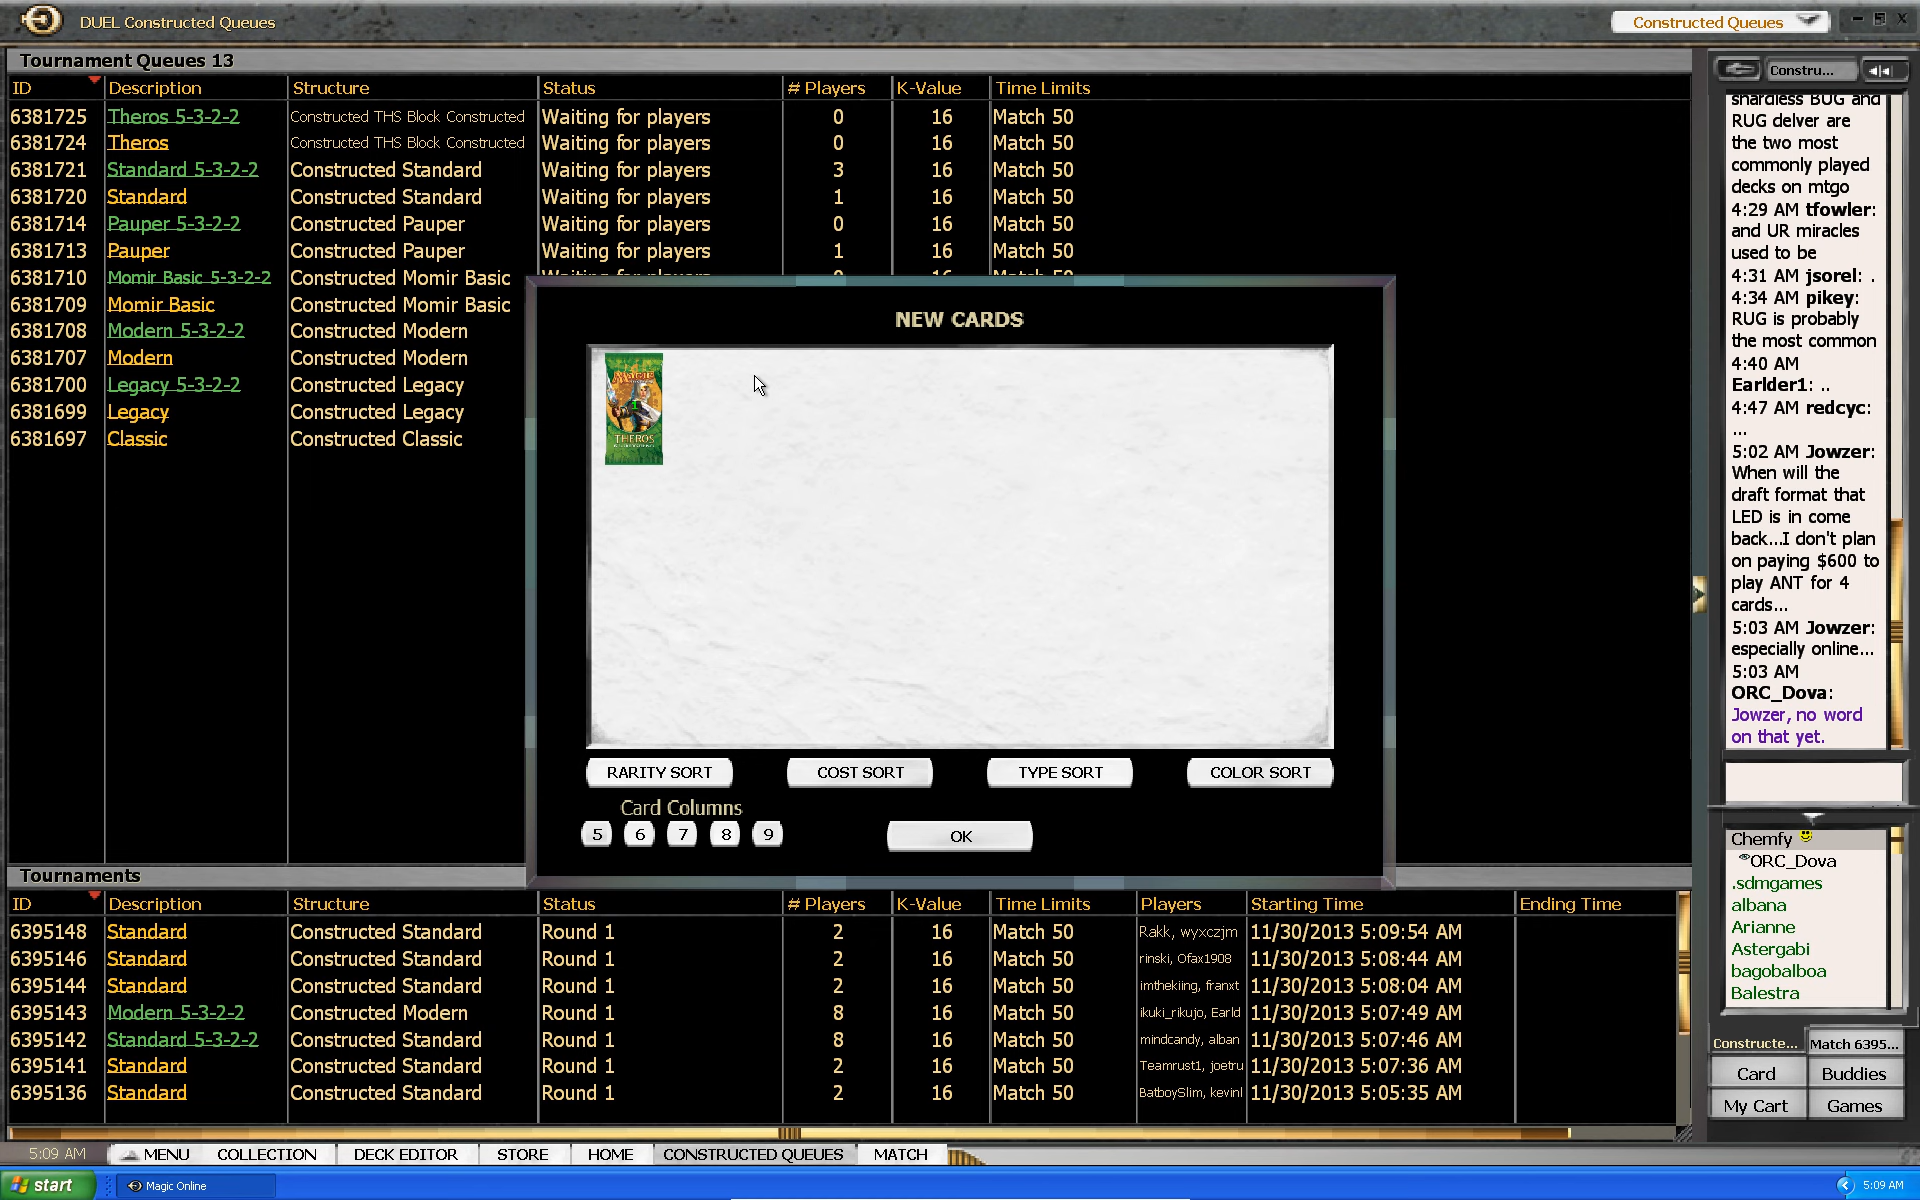 DUEL Constructed Queues
Constructed Queues
Tournament Queues 13
ID Description Structure Status # Players K-Value Time Limits
6381725 Theros 5-3-2-2 Constructed THS Block Constructed Waiting for players 0 16 Match 50
6381724 Theros Constructed THS Block Constructed Waiting for players 0 16 Match 50
6381721 Standard 5-3-2-2 Constructed Standard Waiting for players 3 16 Match 50
6381720 Standard Constructed Standard Waiting for players 1 16 Match 50
6381714 Pauper 5-3-2-2 Constructed Pauper Waiting for players 0 16 Match 50
6381713 Pauper Constructed Pauper Waiting for players 1 16 Match 50
6381710 Momir Basic 5-3-2-2 Constructed Momir Basic Waiting for players 0 16 Match 50
6381709 Momir Basic Constructed Momir Basic
6381708 Modern 5-3-2-2 Constructed Modern
6381707 Modern Constructed Modern
6381700 Legacy 5-3-2-2 Constructed Legacy
6381699 Legacy Constructed Legacy
6381697 Classic Constructed Classic
NEW CARDS
MAGIC
1
THEROS
RARITY SORT COST SORT TYPE SORT COLOR SORT
Card Columns
5 6 7 8 9
OK
Tournaments
ID Description Structure Status # Players K-Value Time Limits Players Starting Time Ending Time
6395148 Standard Constructed Standard Round 1 2 16 Match 50 Rakk, wyxczjm 11/30/2013 5:09:54 AM
6395146 Standard Constructed Standard Round 1 2 16 Match 50 rinski, Ofax1908 11/30/2013 5:08:44 AM
6395144 Standard Constructed Standard Round 1 2 16 Match 50 imthekiing, franxt 11/30/2013 5:08:04 AM
6395143 Modern 5-3-2-2 Constructed Modern Round 1 8 16 Match 50 ikuki_rikujo, Earld 11/30/2013 5:07:49 AM
6395142 Standard 5-3-2-2 Constructed Standard Round 1 8 16 Match 50 mindcandy, alban 11/30/2013 5:07:46 AM
6395141 Standard Constructed Standard Round 1 2 16 Match 50 Teamrust1, joetru 11/30/2013 5:07:36 AM
6395136 Standard Constructed Standard Round 1 2 16 Match 50 BatboySlim, kevinl 11/30/2013 5:05:35 AM
Constru...
shardless BUG and
RUG delver are
the two most
commonly played
decks on mtgo
4:29 AM tfowler:
and UR miracles
used to be
4:31 AM jsorel: .
4:34 AM pikey:
RUG is probably
the most common
4:40 AM
Earlder1: ..
4:47 AM redcyc:
...
5:02 AM Jowzer:
When will the
draft format that
LED is in come
back...I don't plan
on paying $600 to
play ANT for 4
cards...
5:03 AM Jowzer:
especially online...
5:03 AM
ORC_Dova:
Jowzer, no word
on that yet.
Chemfy
ORC_Dova
.sdmgames
albana
Arianne
Astergabi
bagobalboa
Balestra
Constructe... Match 6395...
Card Buddies
My Cart Games
5:09 AM MENU COLLECTION DECK EDITOR STORE HOME CONSTRUCTED QUEUES MATCH
start Magic Online 5:09 AM